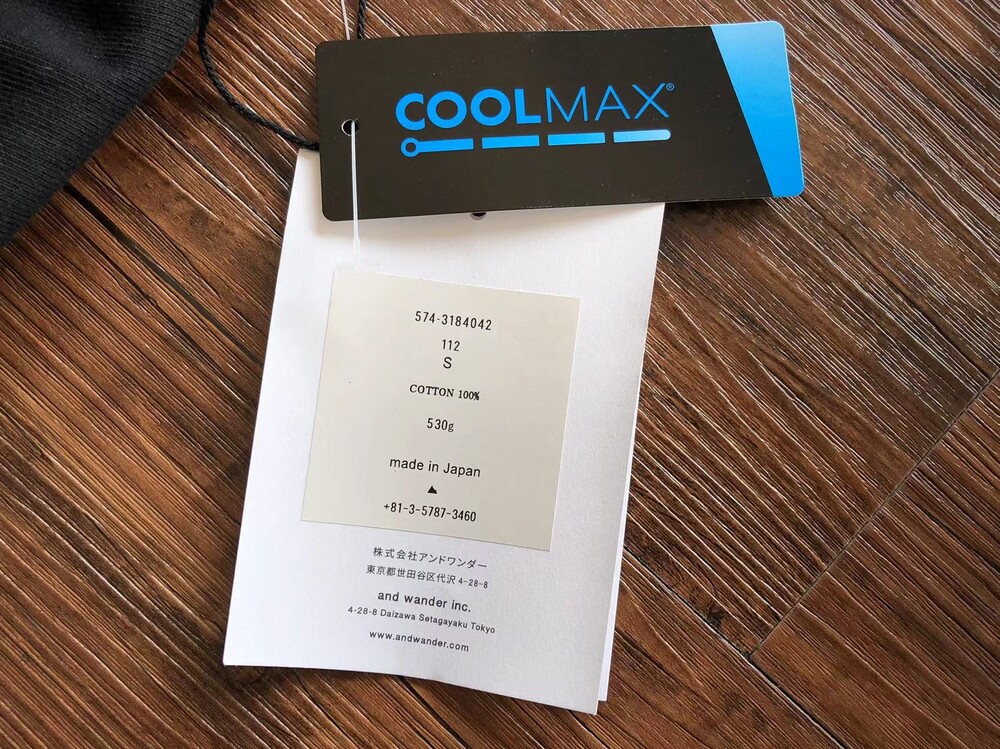 COOLMAX®
574-3184042
112
S
COTTON 100%
530g
made in Japan
+81-3-5787-3460
株式会社アンドワンダー
東京都世田谷区代沢 4-28-8
and wander inc.
4-28-8 Daizawa Setagayaku Tokyo
www.andwander.com